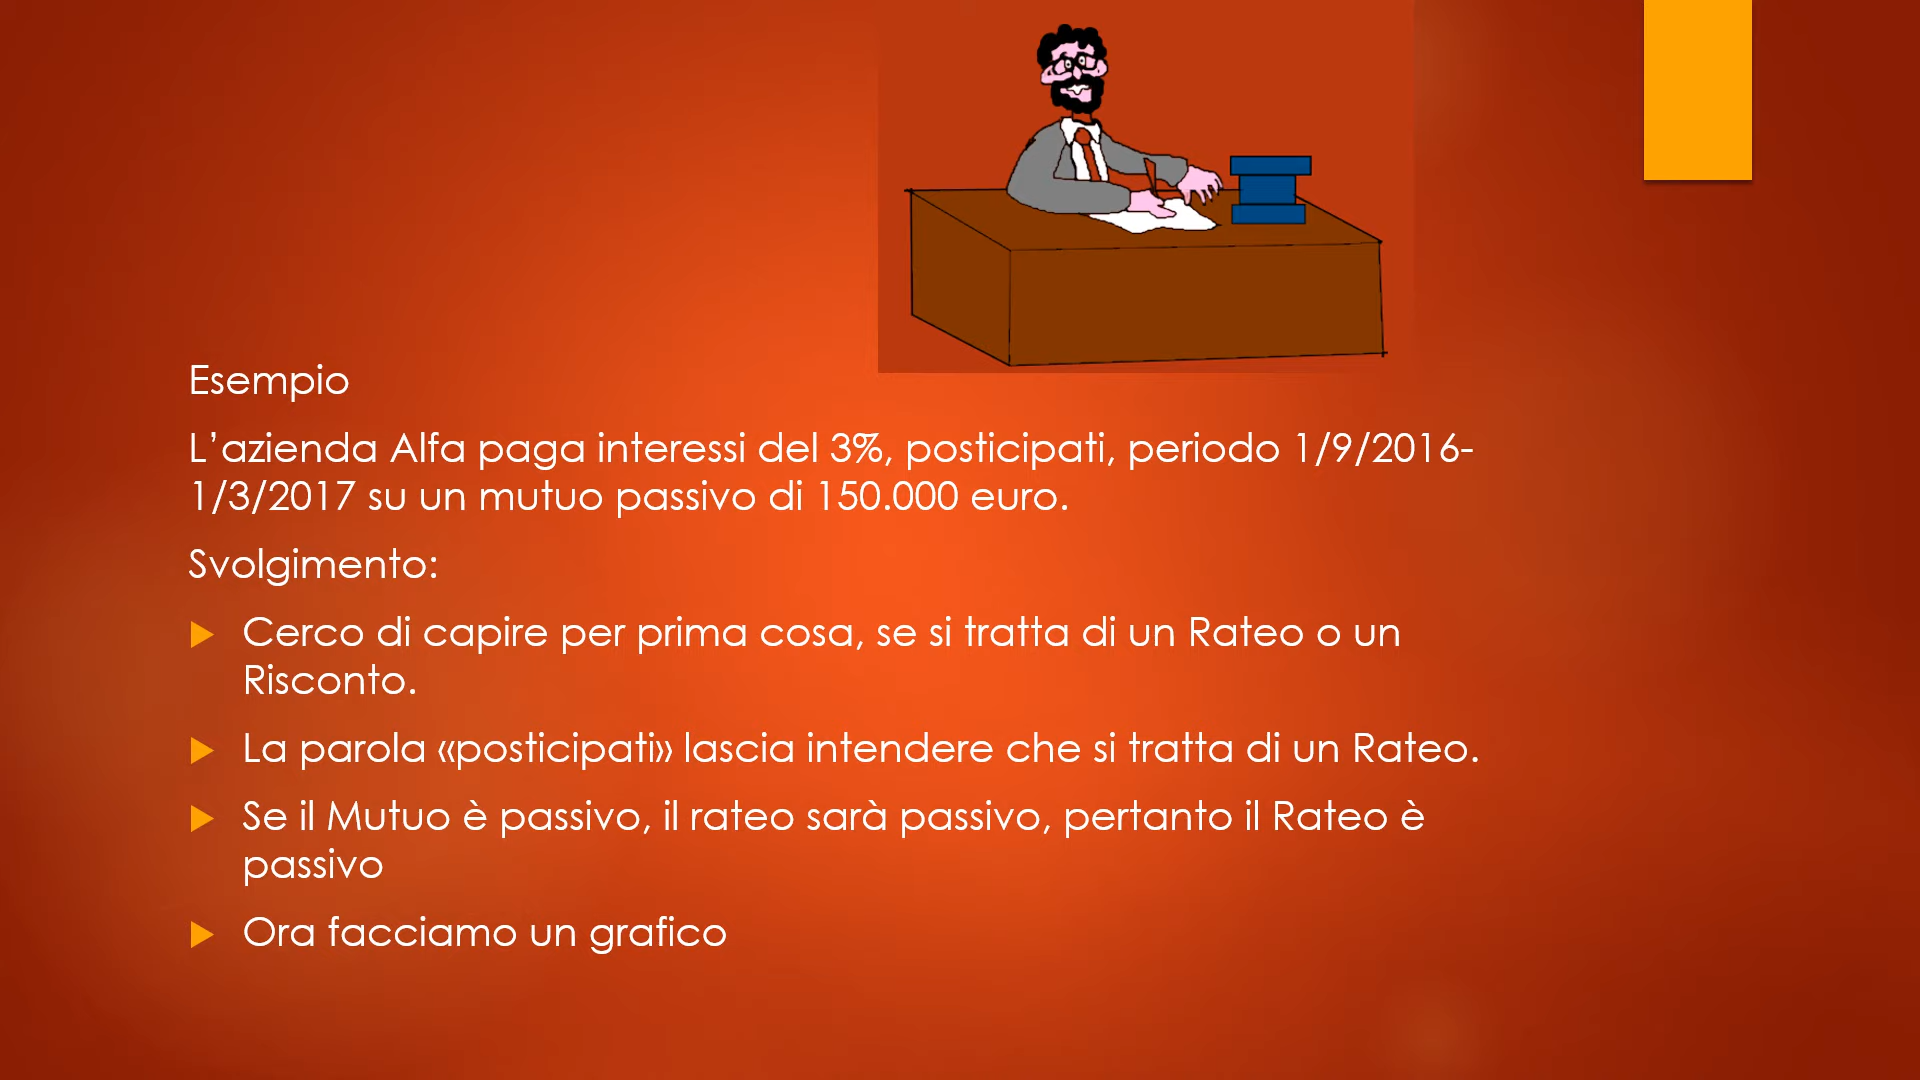 Esempio
L’azienda Alfa paga interessi del 3%, posticipati, periodo 1/9/2016-
1/3/2017 su un mutuo passivo di 150.000 euro.
Svolgimento:
Cerco di capire per prima cosa, se si tratta di un Rateo o un
Risconto.
La parola «posticipati» lascia intendere che si tratta di un Rateo.
Se il Mutuo è passivo, il rateo sarà passivo, pertanto il Rateo è
passivo
Ora facciamo un grafico